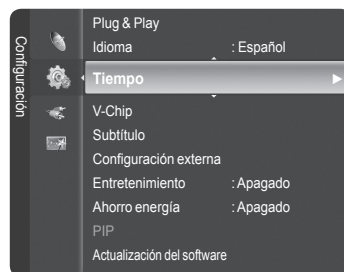 Configuración
Plug & Play
Idioma : Español
Tiempo
V-Chip
Subtítulo
Configuración externa
Entretenimiento : Apagado
Ahorro energía : Apagado
PIP
Actualización del software